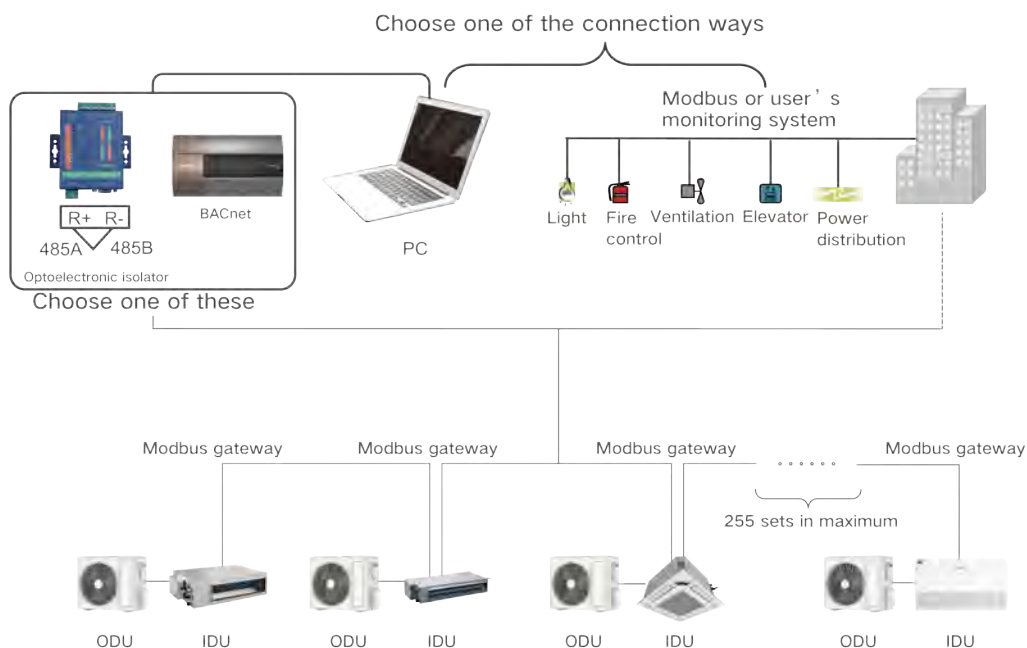 Choose one of the connection ways
Modbus or user's
monitoring system
R+ R-
485A 485B
Optoelectronic isolator
BACnet
Choose one of these
PC
Light
Fire
control
Ventilation
Elevator
Power
distribution
Modbus gateway
Modbus gateway
Modbus gateway
Modbus gateway
255 sets in maximum
ODU IDU ODU IDU ODU IDU ODU IDU